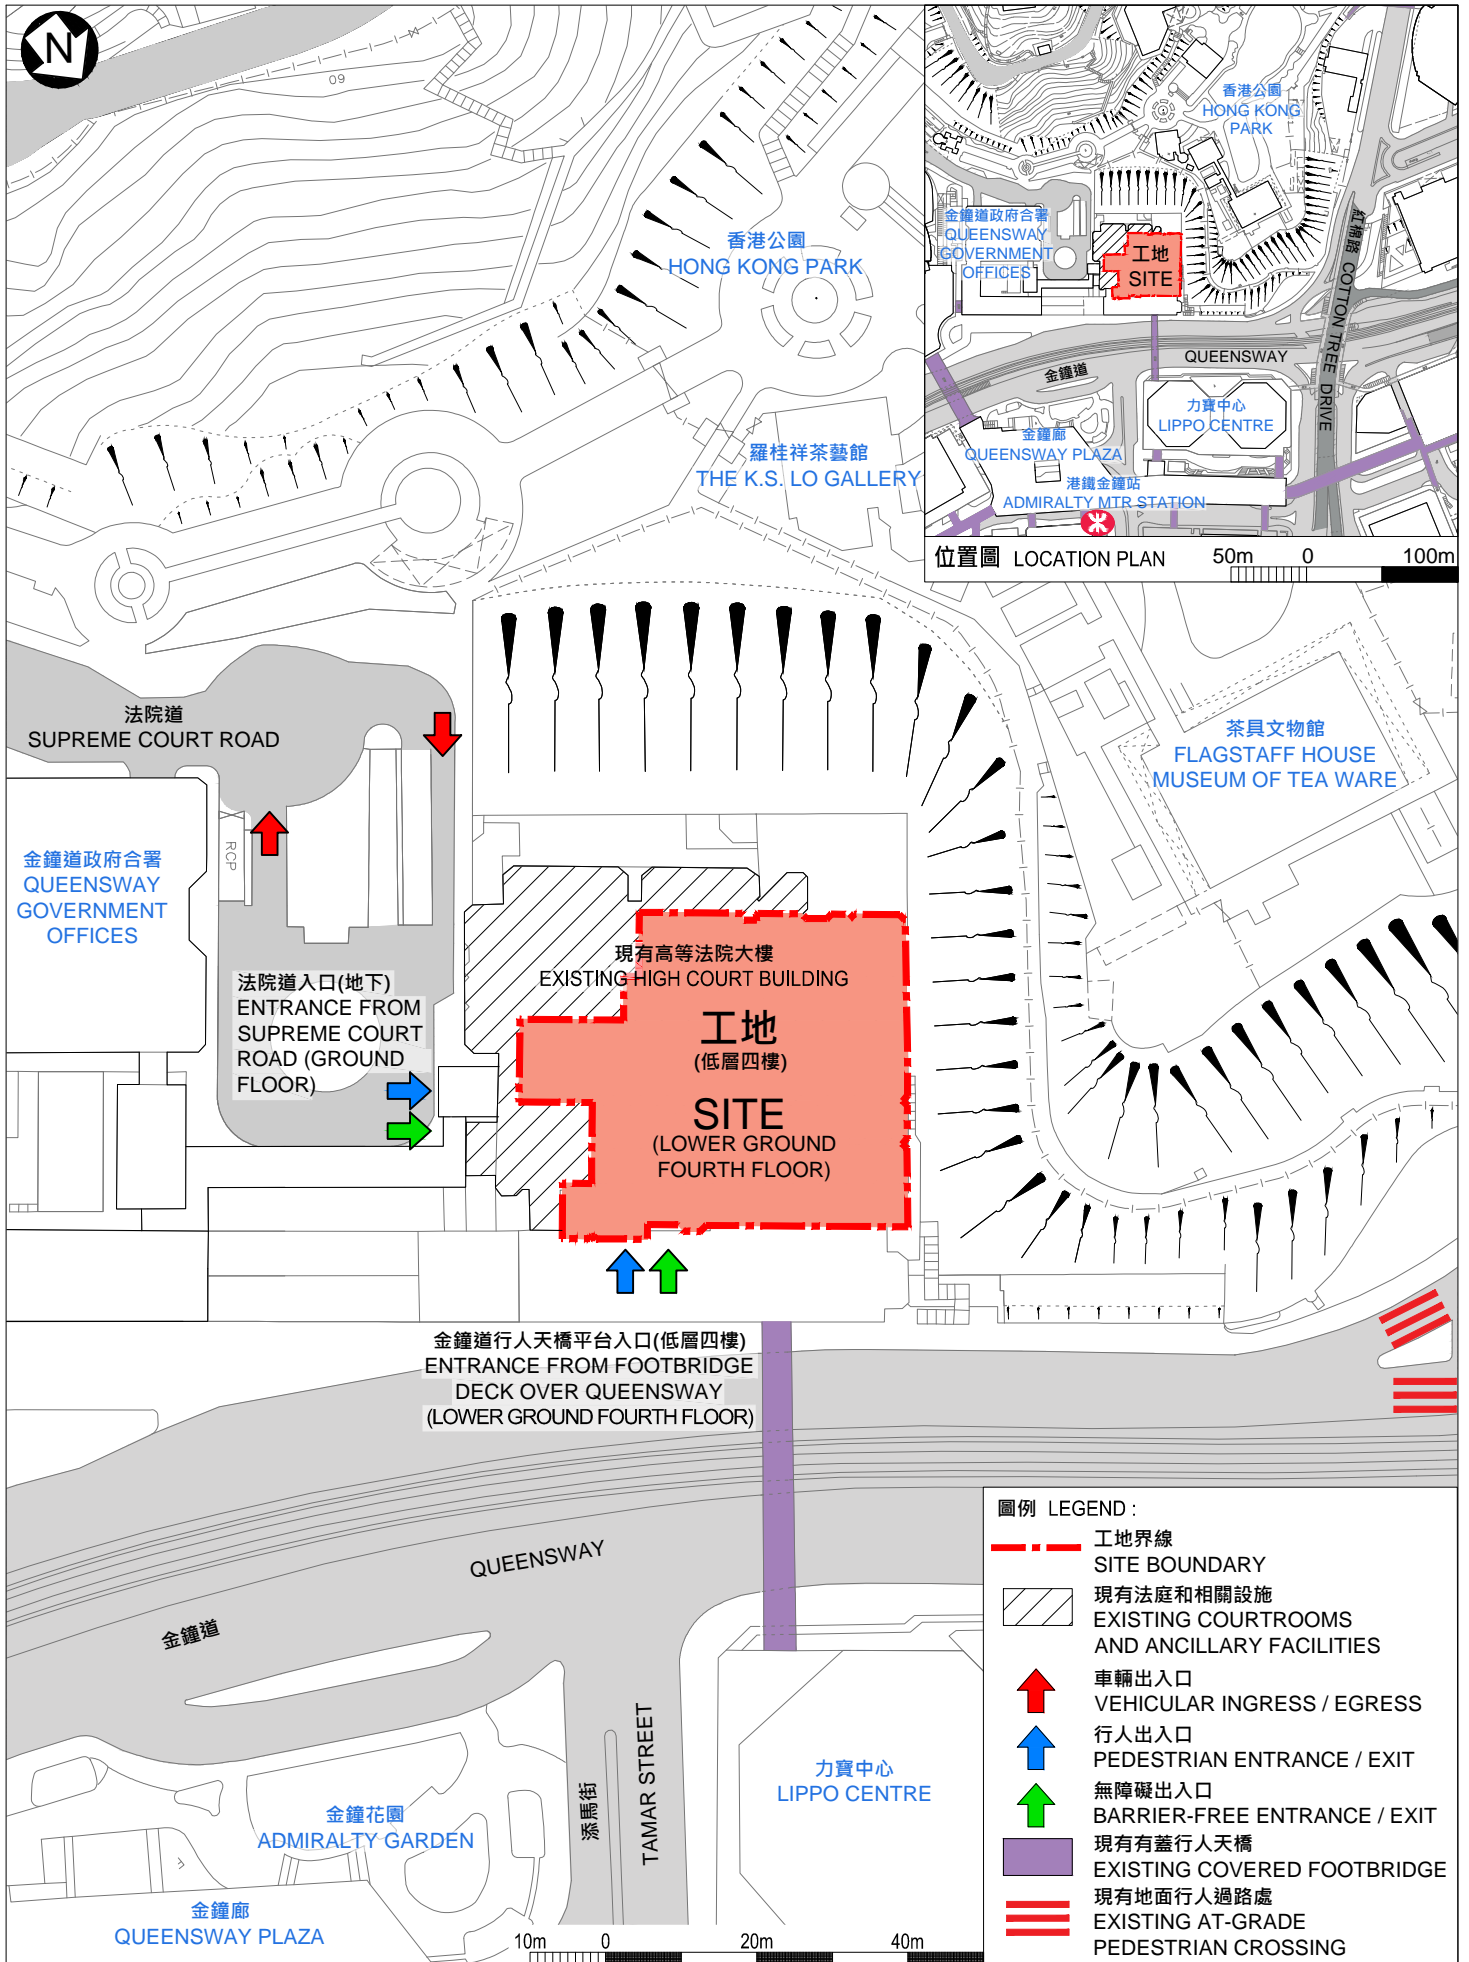 N
09
香港公園
HONG KONG PARK
羅桂祥茶藝館
THE K.S. LO GALLERY
香港公園
HONG KONG
PARK
金鐘道政府合署
QUEENSWAY
GOVERNMENT
OFFICES
工地
SITE
紅棉路 COTTON TREE DRIVE
QUEENSWAY
金鐘道
力寶中心
LIPPO CENTRE
金鐘廊
QUEENSWAY PLAZA
港鐵金鐘站
ADMIRALTY MTR STATION
位置圖 LOCATION PLAN
50m 0 100m
法院道
SUPREME COURT ROAD
RCP
茶具文物館
FLAGSTAFF HOUSE
MUSEUM OF TEA WARE
金鐘道政府合署
QUEENSWAY
GOVERNMENT
OFFICES
現有高等法院大樓
EXISTING HIGH COURT BUILDING
法院道入口(地下)
ENTRANCE FROM
SUPREME COURT
ROAD (GROUND
FLOOR)
工地
(低層四樓)
SITE
(LOWER GROUND
FOURTH FLOOR)
金鐘道行人天橋平台入口(低層四樓)
ENTRANCE FROM FOOTBRIDGE
DECK OVER QUEENSWAY
(LOWER GROUND FOURTH FLOOR)
QUEENSWAY
金鐘道
添馬街
TAMAR STREET
力寶中心
LIPPO CENTRE
金鐘花園
ADMIRALTY GARDEN
金鐘廊
QUEENSWAY PLAZA
10m 0 20m 40m
圖例 LEGEND :
工地界線
SITE BOUNDARY
現有法庭和相關設施
EXISTING COURTROOMS
AND ANCILLARY FACILITIES
車輛出入口
VEHICULAR INGRESS / EGRESS
行人出入口
PEDESTRIAN ENTRANCE / EXIT
無障礙出入口
BARRIER-FREE ENTRANCE / EXIT
現有有蓋行人天橋
EXISTING COVERED FOOTBRIDGE
現有地面行人過路處
EXISTING AT-GRADE
PEDESTRIAN CROSSING